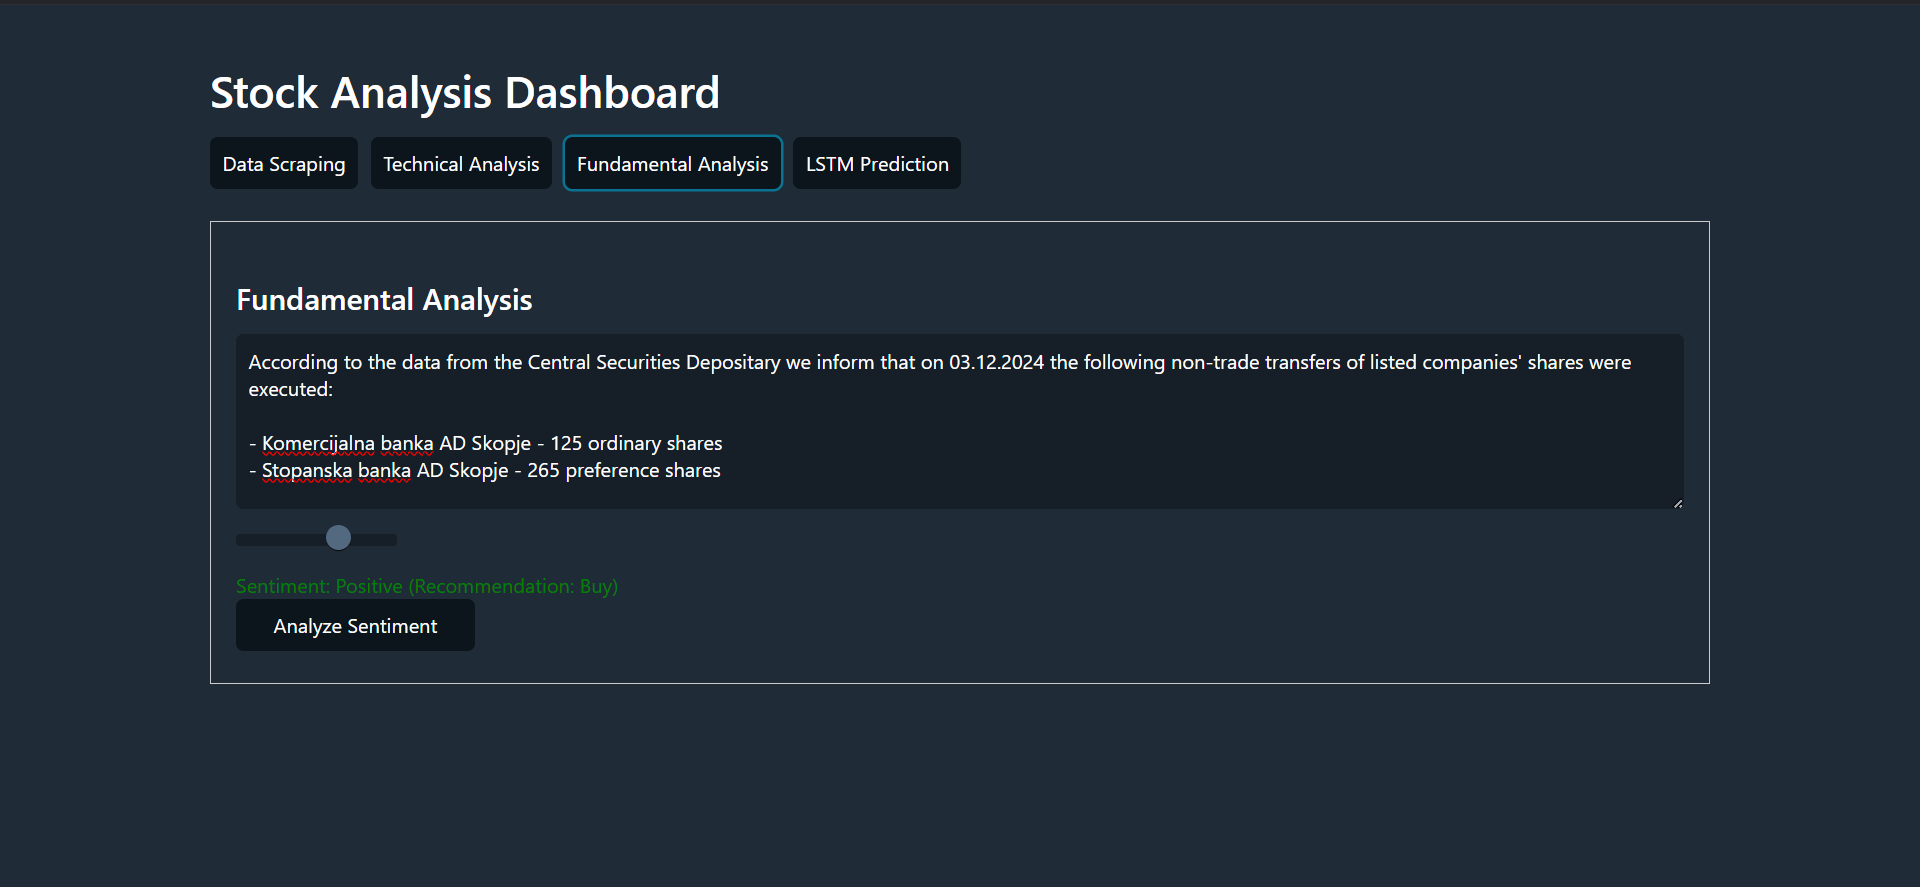 Stock Analysis Dashboard
Data Scraping Technical Analysis Fundamental Analysis LSTM Prediction
Fundamental Analysis
According to the data from the Central Securities Depositary we inform that on 03.12.2024 the following non-trade transfers of listed companies' shares were
executed:
- Komercijalna banka AD Skopje - 125 ordinary shares
- Stopanska banka AD Skopje - 265 preference shares
Sentiment: Positive (Recommendation: Buy)
Analyze Sentiment